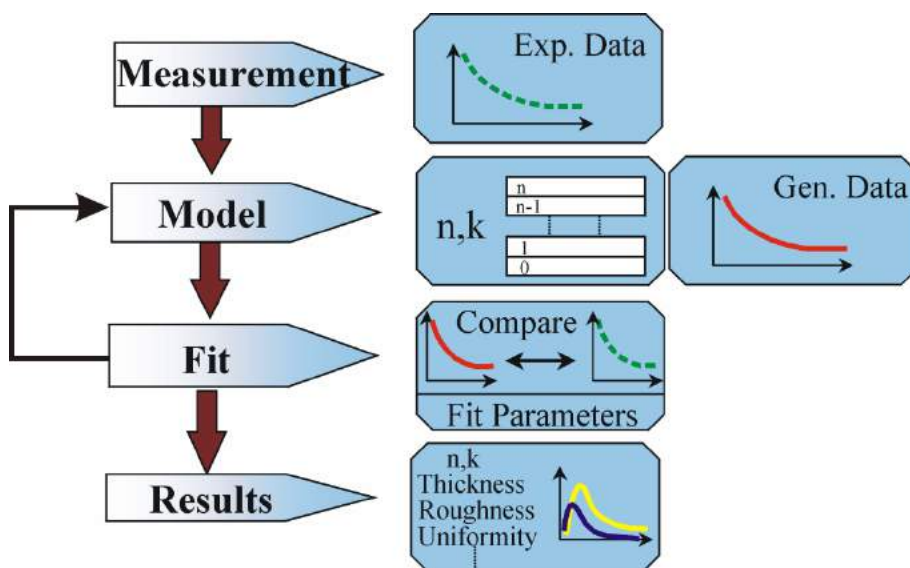 Measurement
Exp. Data
Model
n,k
n
n-1
1
0
Gen. Data
Fit
Compare
Fit Parameters
Results
n,k
Thickness
Roughness
Uniformity